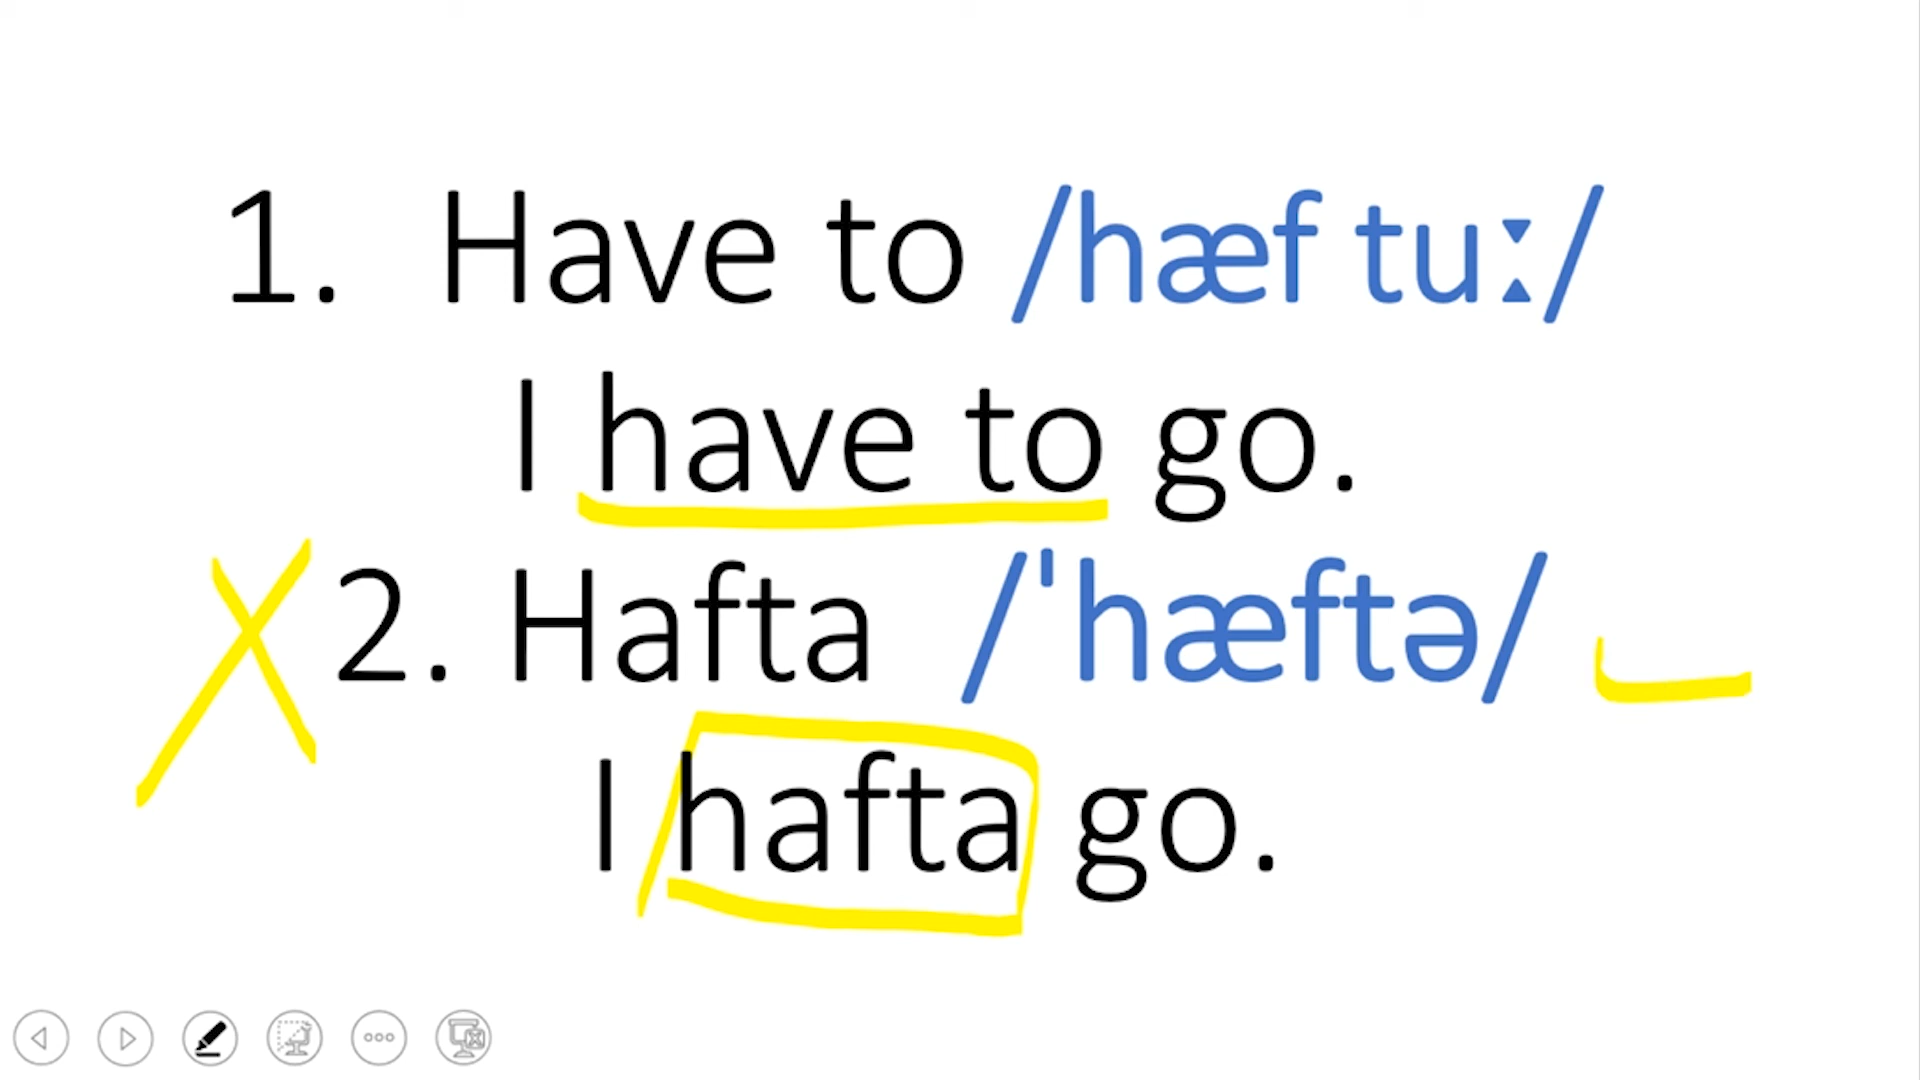 1. Have to /hæf tuː/
I have to go.
2. Hafta /ˈhæftə/
I hafta go.